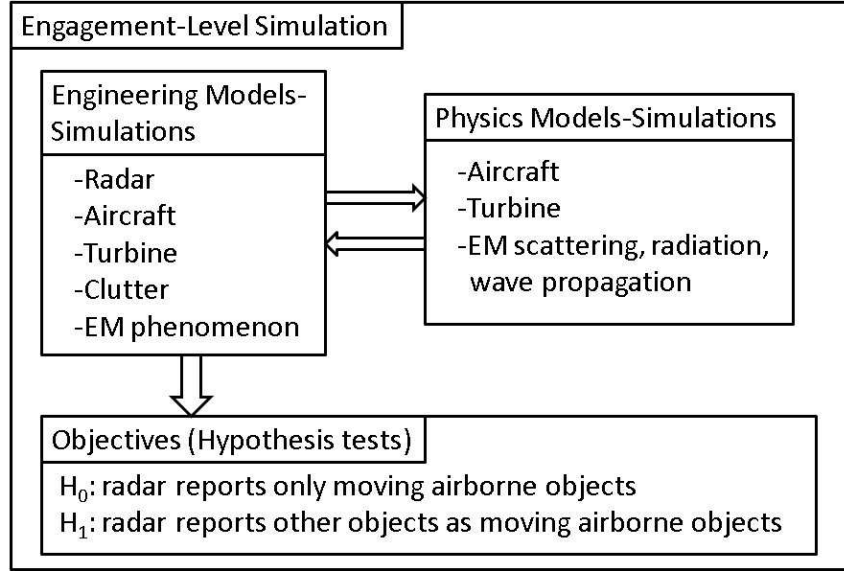 Engagement-Level Simulation
Engineering Models-
Simulations
-Radar
-Aircraft
-Turbine
-Clutter
-EM phenomenon
Physics Models-Simulations
-Aircraft
-Turbine
-EM scattering, radiation,
wave propagation
Objectives (Hypothesis tests)
H₀: radar reports only moving airborne objects
H₁: radar reports other objects as moving airborne objects